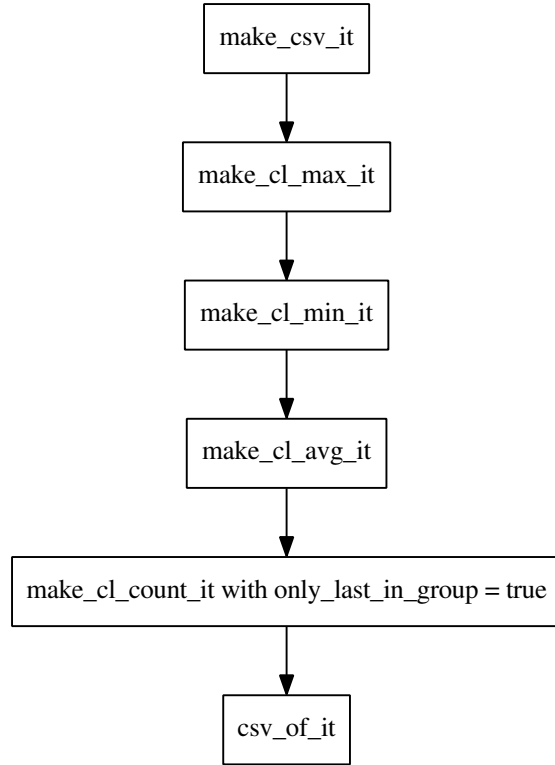 make_csv_it
make_cl_max_it
make_cl_min_it
make_cl_avg_it
make_cl_count_it with only_last_in_group = true
csv_of_it